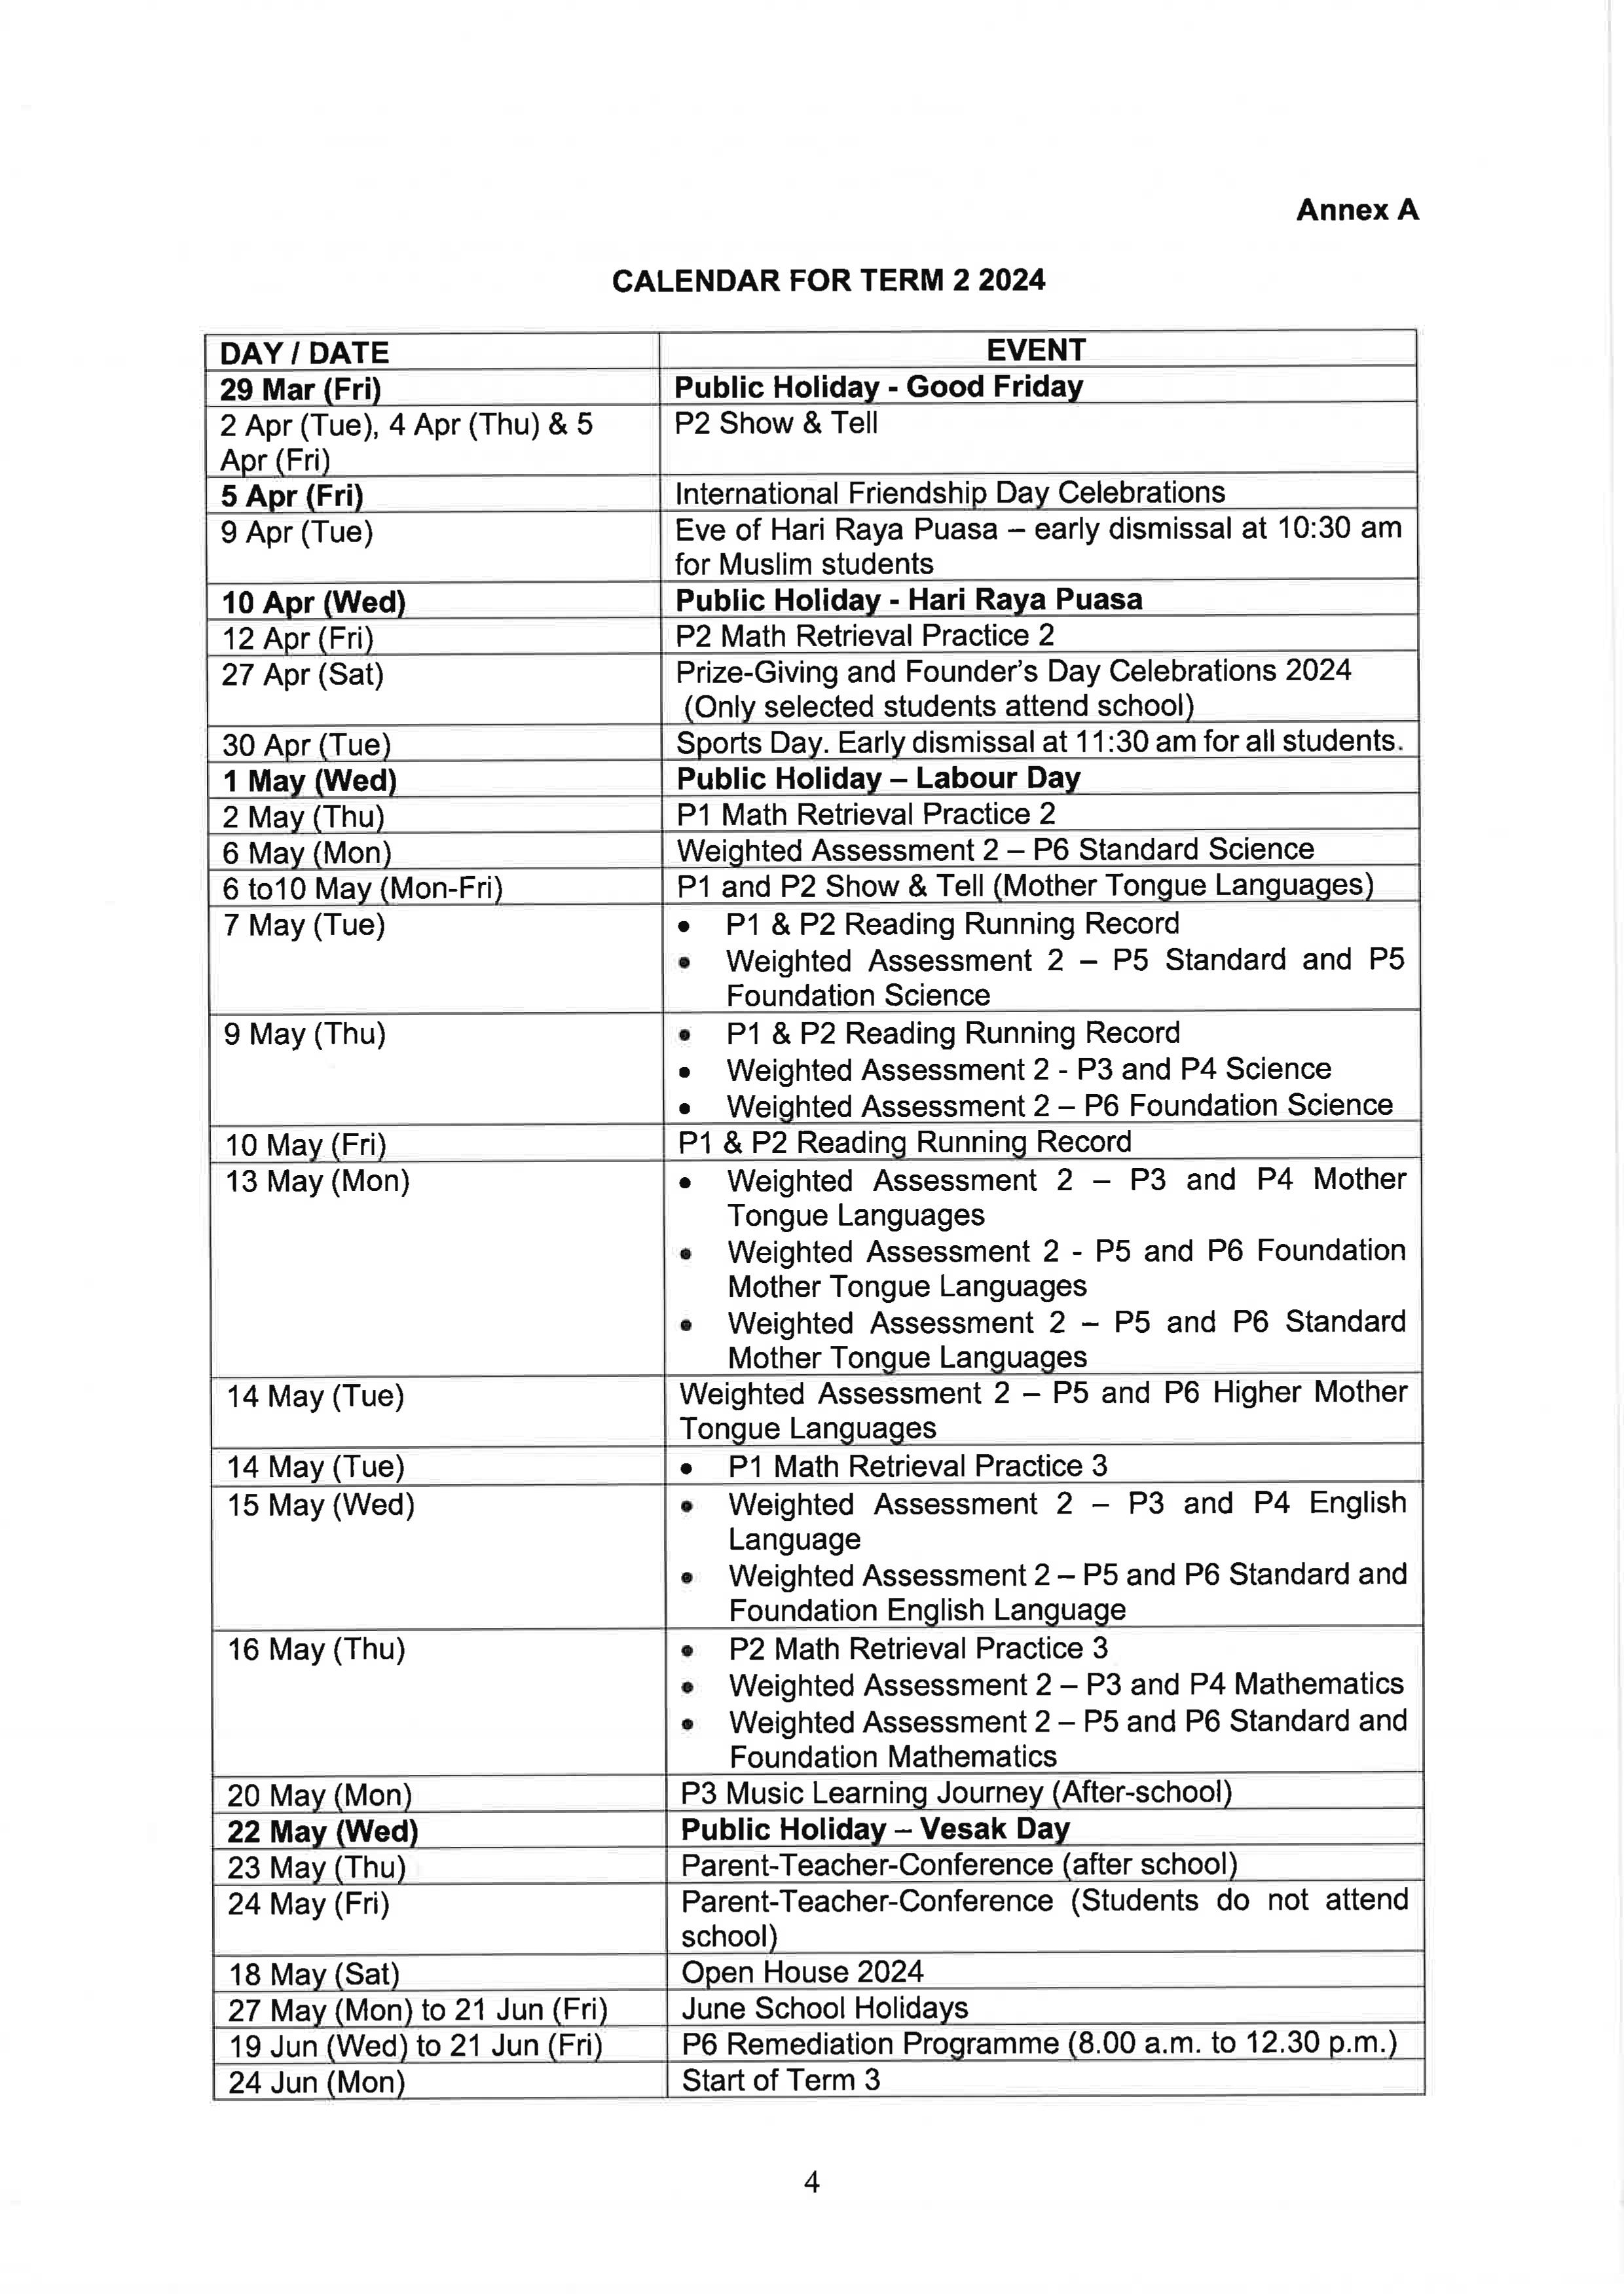 Annex A
CALENDAR FOR TERM 2 2024
DAY / DATE
EVENT
29 Mar (Fri)
Public Holiday - Good Friday
2 Apr (Tue), 4 Apr (Thu) & 5
Apr (Fri)
P2 Show & Tell
5 Apr (Fri)
International Friendship Day Celebrations
9 Apr (Tue)
Eve of Hari Raya Puasa – early dismissal at 10:30 am
for Muslim students
10 Apr (Wed)
Public Holiday - Hari Raya Puasa
12 Apr (Fri)
P2 Math Retrieval Practice 2
27 Apr (Sat)
Prize-Giving and Founder's Day Celebrations 2024
(Only selected students attend school)
30 Apr (Tue)
Sports Day. Early dismissal at 11:30 am for all students.
1 May (Wed)
Public Holiday – Labour Day
2 May (Thu)
P1 Math Retrieval Practice 2
6 May (Mon)
Weighted Assessment 2 – P6 Standard Science
6 to10 May (Mon-Fri)
P1 and P2 Show & Tell (Mother Tongue Languages)
7 May (Tue)
• P1 & P2 Reading Running Record
• Weighted Assessment 2 – P5 Standard and P5
Foundation Science
9 May (Thu)
• P1 & P2 Reading Running Record
• Weighted Assessment 2 - P3 and P4 Science
• Weighted Assessment 2 – P6 Foundation Science
10 May (Fri)
P1 & P2 Reading Running Record
13 May (Mon)
• Weighted Assessment 2 – P3 and P4 Mother
Tongue Languages
• Weighted Assessment 2 - P5 and P6 Foundation
Mother Tongue Languages
• Weighted Assessment 2 – P5 and P6 Standard
Mother Tongue Languages
14 May (Tue)
Weighted Assessment 2 – P5 and P6 Higher Mother
Tongue Languages
14 May (Tue)
• P1 Math Retrieval Practice 3
15 May (Wed)
• Weighted Assessment 2 – P3 and P4 English
Language
• Weighted Assessment 2 – P5 and P6 Standard and
Foundation English Language
16 May (Thu)
• P2 Math Retrieval Practice 3
• Weighted Assessment 2 – P3 and P4 Mathematics
• Weighted Assessment 2 – P5 and P6 Standard and
Foundation Mathematics
20 May (Mon)
P3 Music Learning Journey (After-school)
22 May (Wed)
Public Holiday – Vesak Day
23 May (Thu)
Parent-Teacher-Conference (after school)
24 May (Fri)
Parent-Teacher-Conference (Students do not attend
school)
18 May (Sat)
Open House 2024
27 May (Mon) to 21 Jun (Fri)
June School Holidays
19 Jun (Wed) to 21 Jun (Fri)
P6 Remediation Programme (8.00 a.m. to 12.30 p.m.)
24 Jun (Mon)
Start of Term 3
4